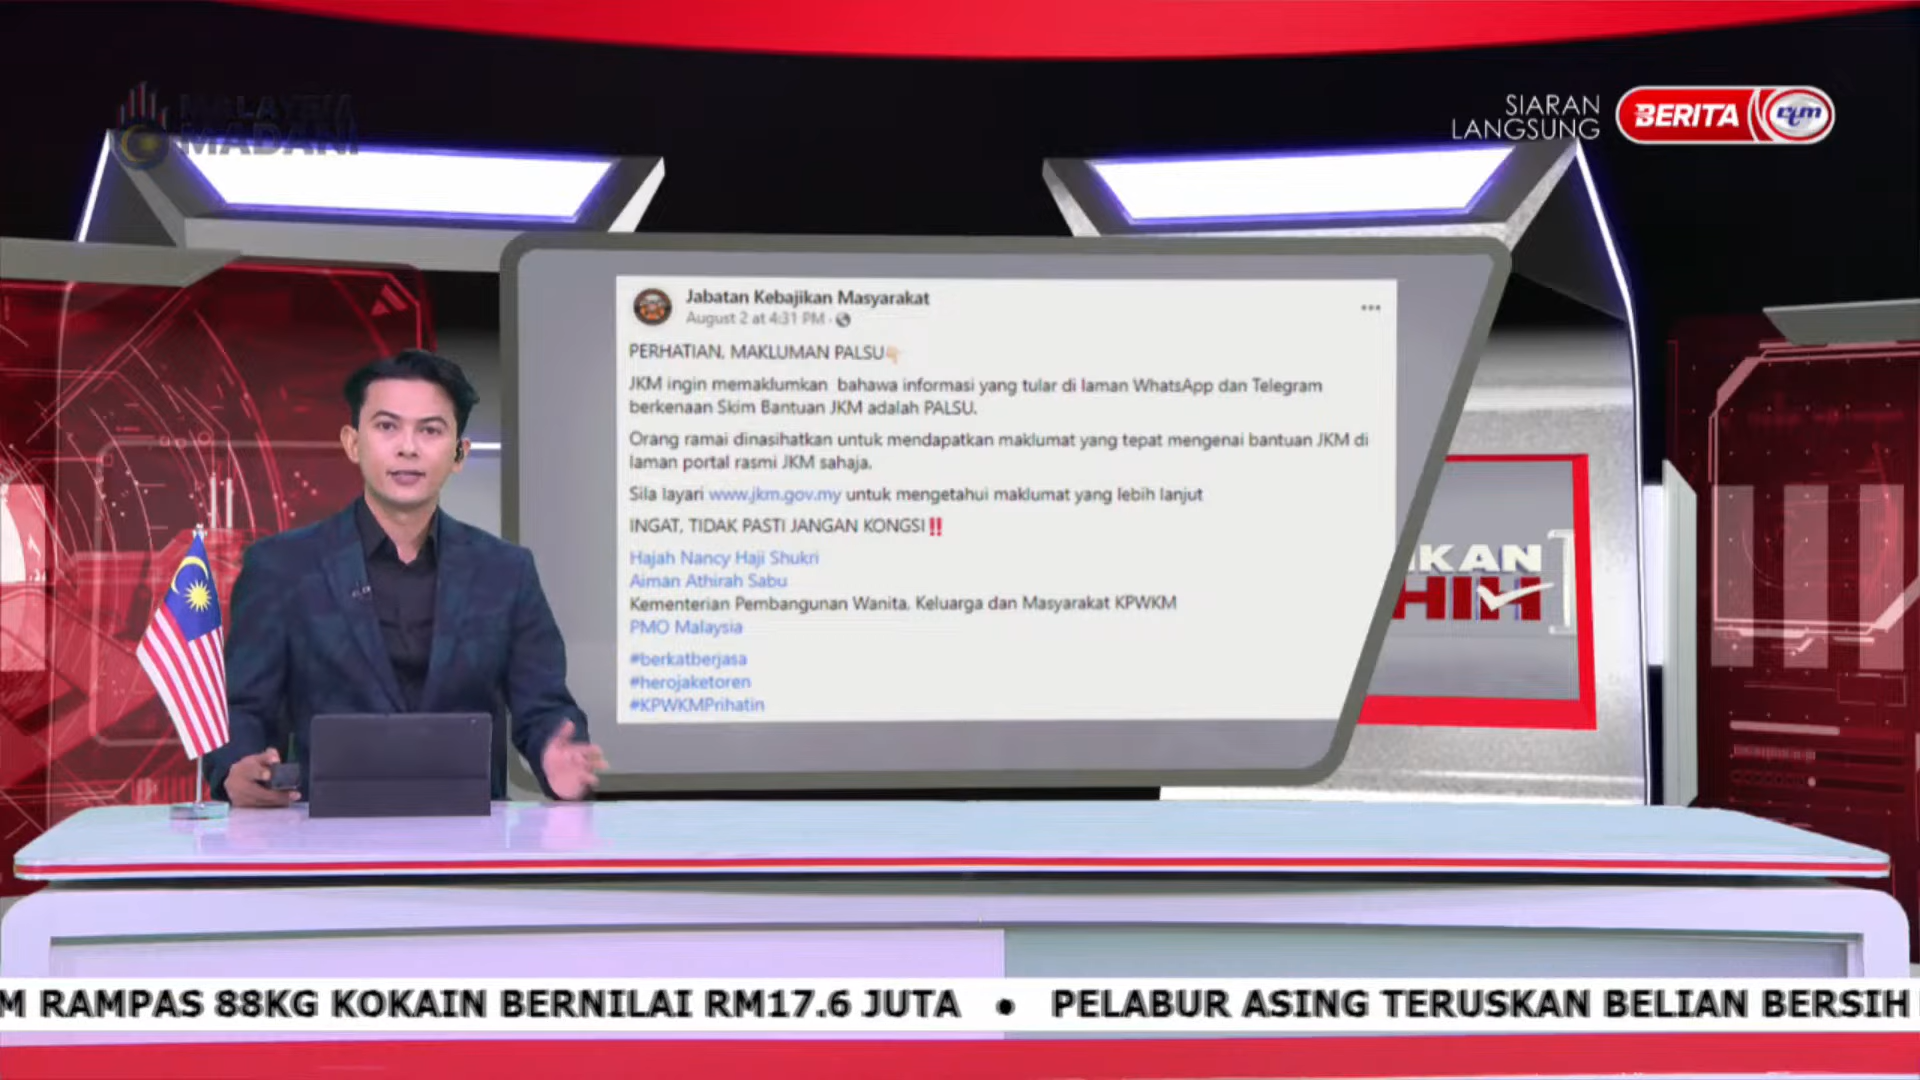 MALAYSIA
MADANI
SIARAN
LANGSUNG
BERITA rtm
Jabatan Kebajikan Masyarakat
August 2 at 4:31 PM ·
PERHATIAN, MAKLUMAN PALSU👇🏻
JKM ingin memaklumkan bahawa informasi yang tular di laman WhatsApp dan Telegram
berkenaan Skim Bantuan JKM adalah PALSU.
Orang ramai dinasihatkan untuk mendapatkan maklumat yang tepat mengenai bantuan JKM di
laman portal rasmi JKM sahaja.
Sila layari www.jkm.gov.my untuk mengetahui maklumat yang lebih lanjut
INGAT, TIDAK PASTI JANGAN KONGSI‼️
Hajah Nancy Haji Shukri
Aiman Athirah Sabu
Kementerian Pembangunan Wanita, Keluarga dan Masyarakat KPWKM
PMO Malaysia
#berkatberjasa
#herojaketoren
#KPWKMPrihatin
IKAN
HIH
M RAMPAS 88KG KOKAIN BERNILAI RM17.6 JUTA • PELABUR ASING TERUSKAN BELIAN BERSIH